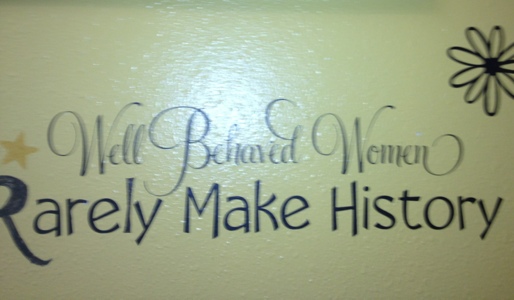 Well Behaved Women
Rarely Make History